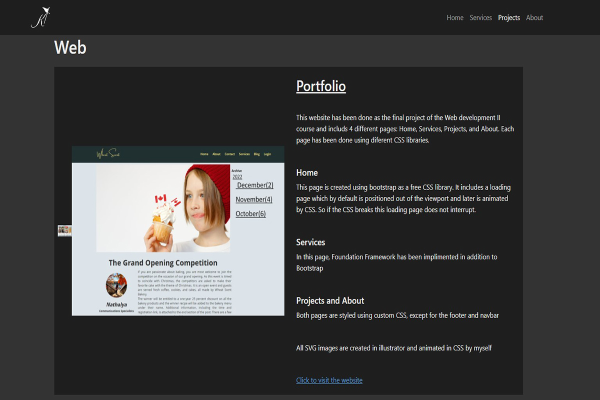 Home Services Projects About
Web
Portfolio
This website has been done as the final project of the Web development II
course and includs 4 different pages: Home, Services, Projects, and About. Each
page has been done using diferent CSS libraries.
Home
This page is created using bootstrap as a free CSS library. It includes a loading
page which by default is positioned out of the viewport and later is animated
by CSS. So if the CSS breaks this loading page does not interrupt.
Services
In this page, Foundation Framework has been implimented in addition to
Bootstrap
Projects and About
Both pages are styled using custom CSS, except for the footer and navbar
All SVG images are created in illustrator and animated in CSS by myself
Click to visit the website
Home About Contact Services Blog Login
Archive
2022
December(2)
November(4)
October(6)
The Grand Opening Competition
Nathalya